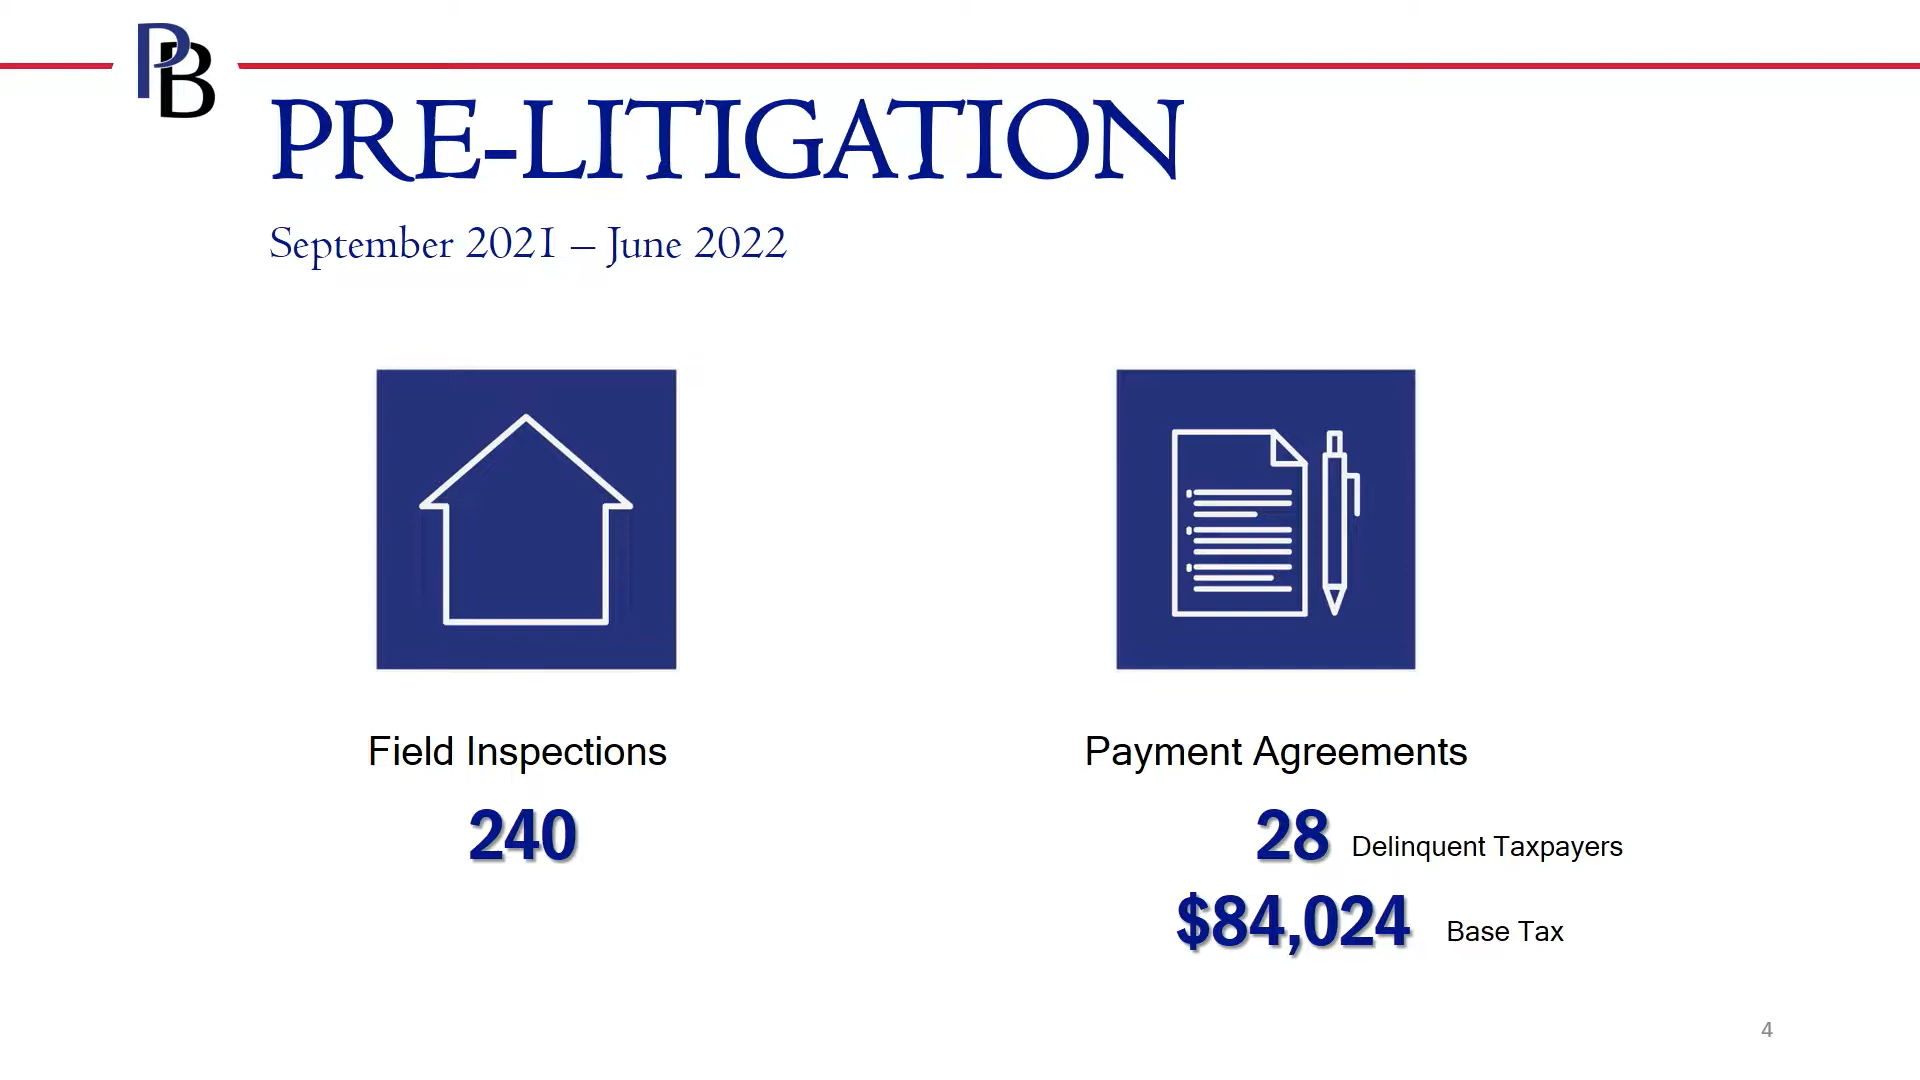 PB
PRE-LITIGATION
September 2021 – June 2022
Field Inspections
240
Payment Agreements
28 Delinquent Taxpayers
$84,024 Base Tax
4